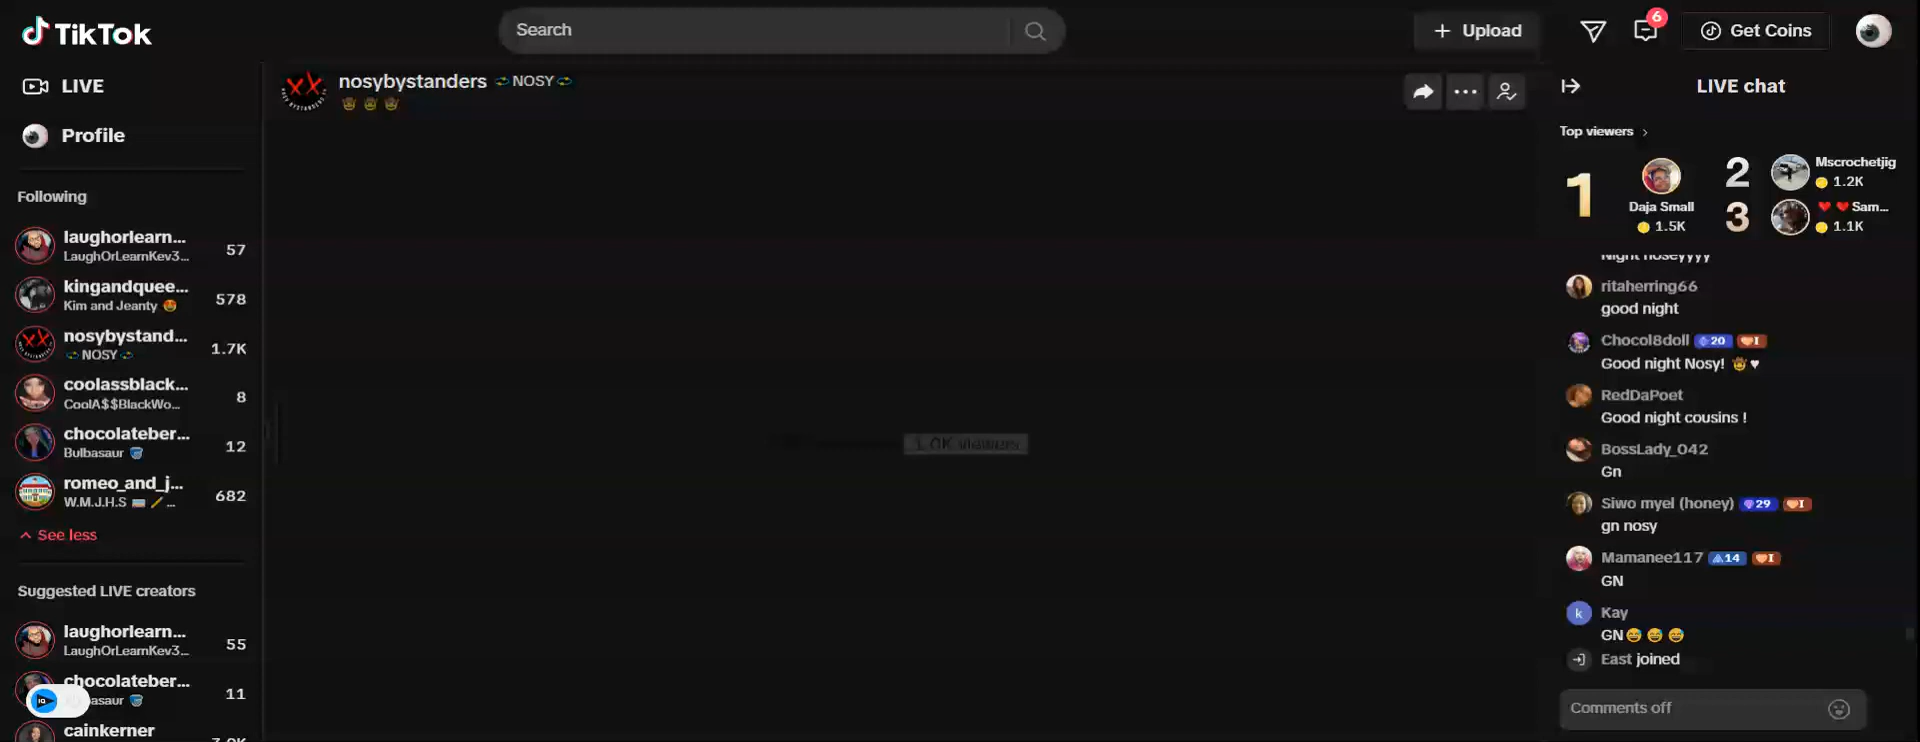 TikTok
Search
Upload
6
Get Coins
LIVE
Profile
Following
laughorlearn...
LaughOrLearnKev3...
57
kingandquee...
Kim and Jeanty
578
nosybystand...
NOSY
1.7K
coolassblack...
CoolA$$BlackWo...
8
chocolateber...
Bulbasaur
12
romeo_and_j...
W.M.J.H.S
...
682
See less
Suggested LIVE creators
laughorlearn...
LaughOrLearnKev3...
55
chocolateber...
asaur
11
cainkerner
nosybystanders NOSY
viewers
LIVE chat
Top viewers
1
Daja Small
1.5K
2
Mscrochetjig
1.2K
3
Sam...
1.1K
Night noseyyyy
ritaherring66
good night
Chocol8doll 20 I
Good night Nosy! 🤠♥
RedDaPoet
Good night cousins !
BossLady_042
Gn
Siwo myel (honey) 29 I
gn nosy
Mamanee117 14 I
GN
k
Kay
GN😅😅😅
East joined
Comments off